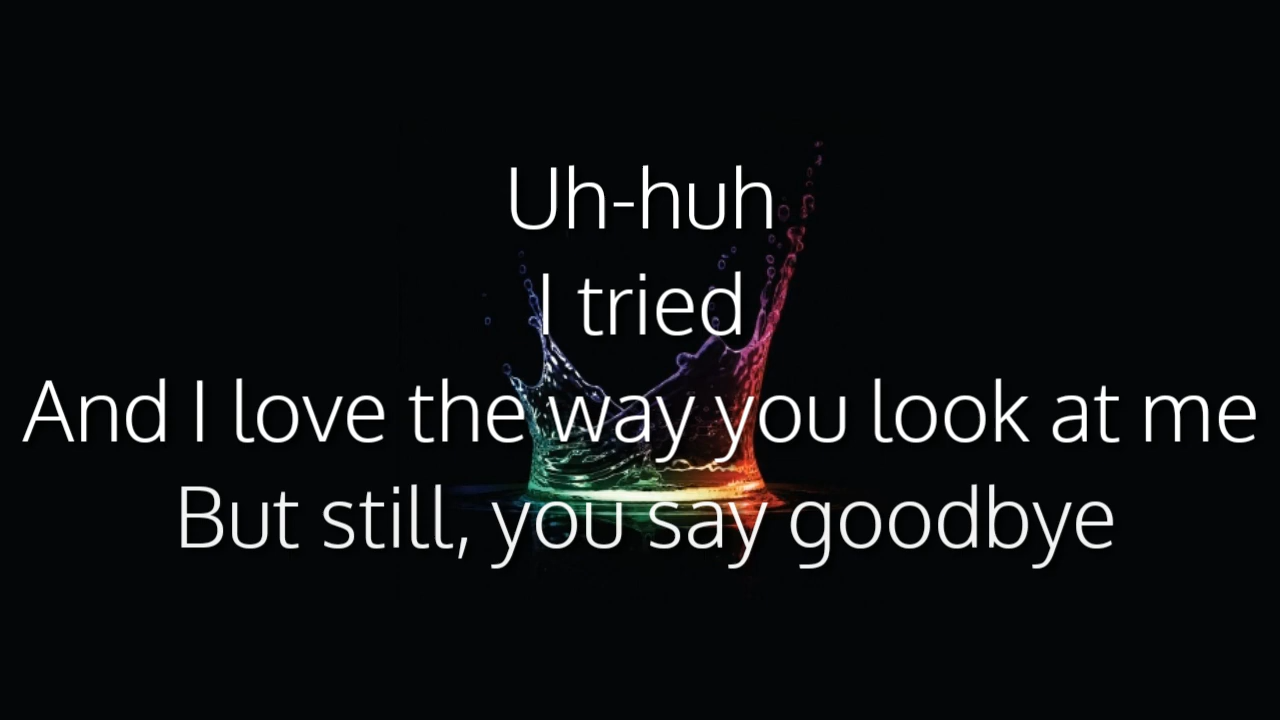 Uh-huh
I tried
And I love the way you look at me
But still, you say goodbye